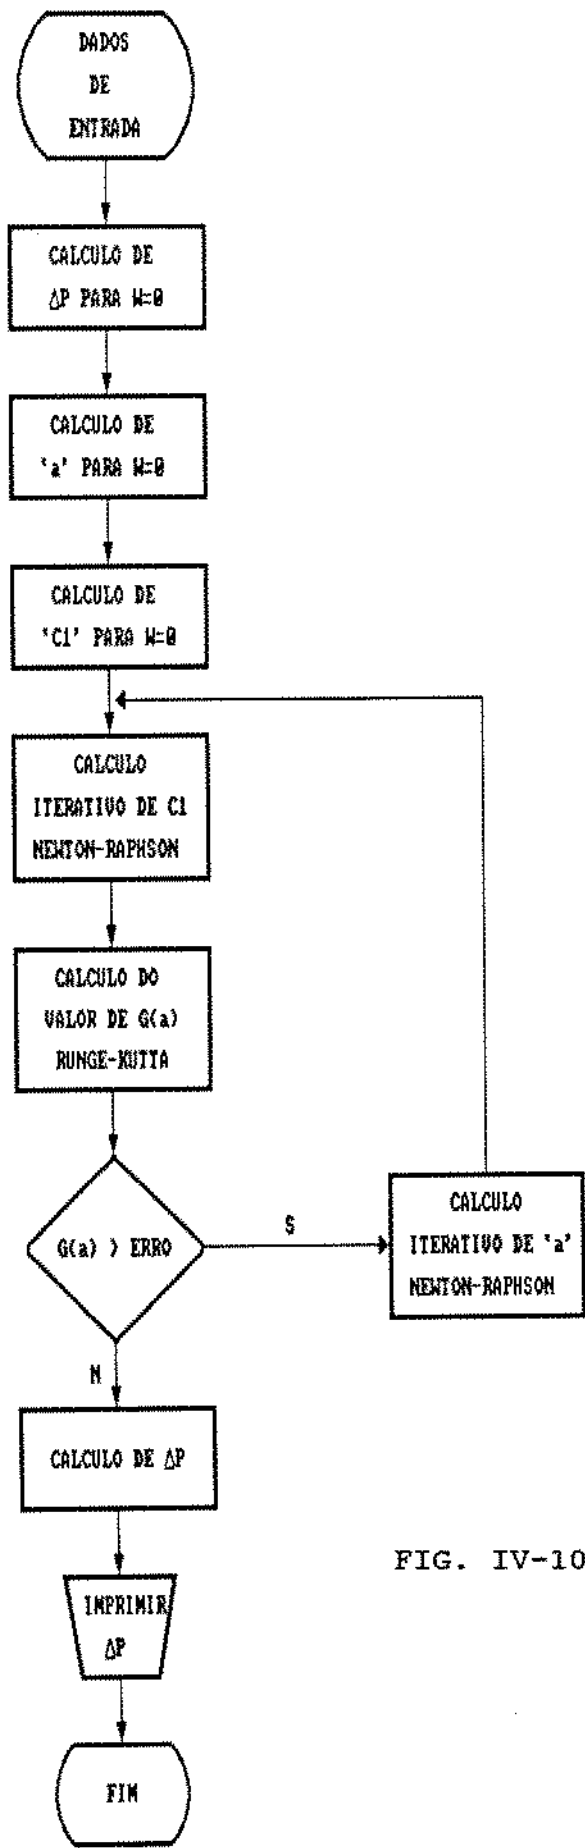 DADOS
DE
ENTRADA
CALCULO DE
ΔP PARA W=0
CALCULO DE
'a' PARA W=0
CALCULO DE
'C1' PARA W=0
CALCULO
ITERATIVO DE C1
NEWTON-RAPHSON
CALCULO DO
VALOR DE G(a)
RUNGE-KUTTA
G(a) > ERRO
S
CALCULO
ITERATIVO DE 'a'
NEWTON-RAPHSON
N
CALCULO DE ΔP
FIG. IV-10
IMPRIMIR
ΔP
FIM